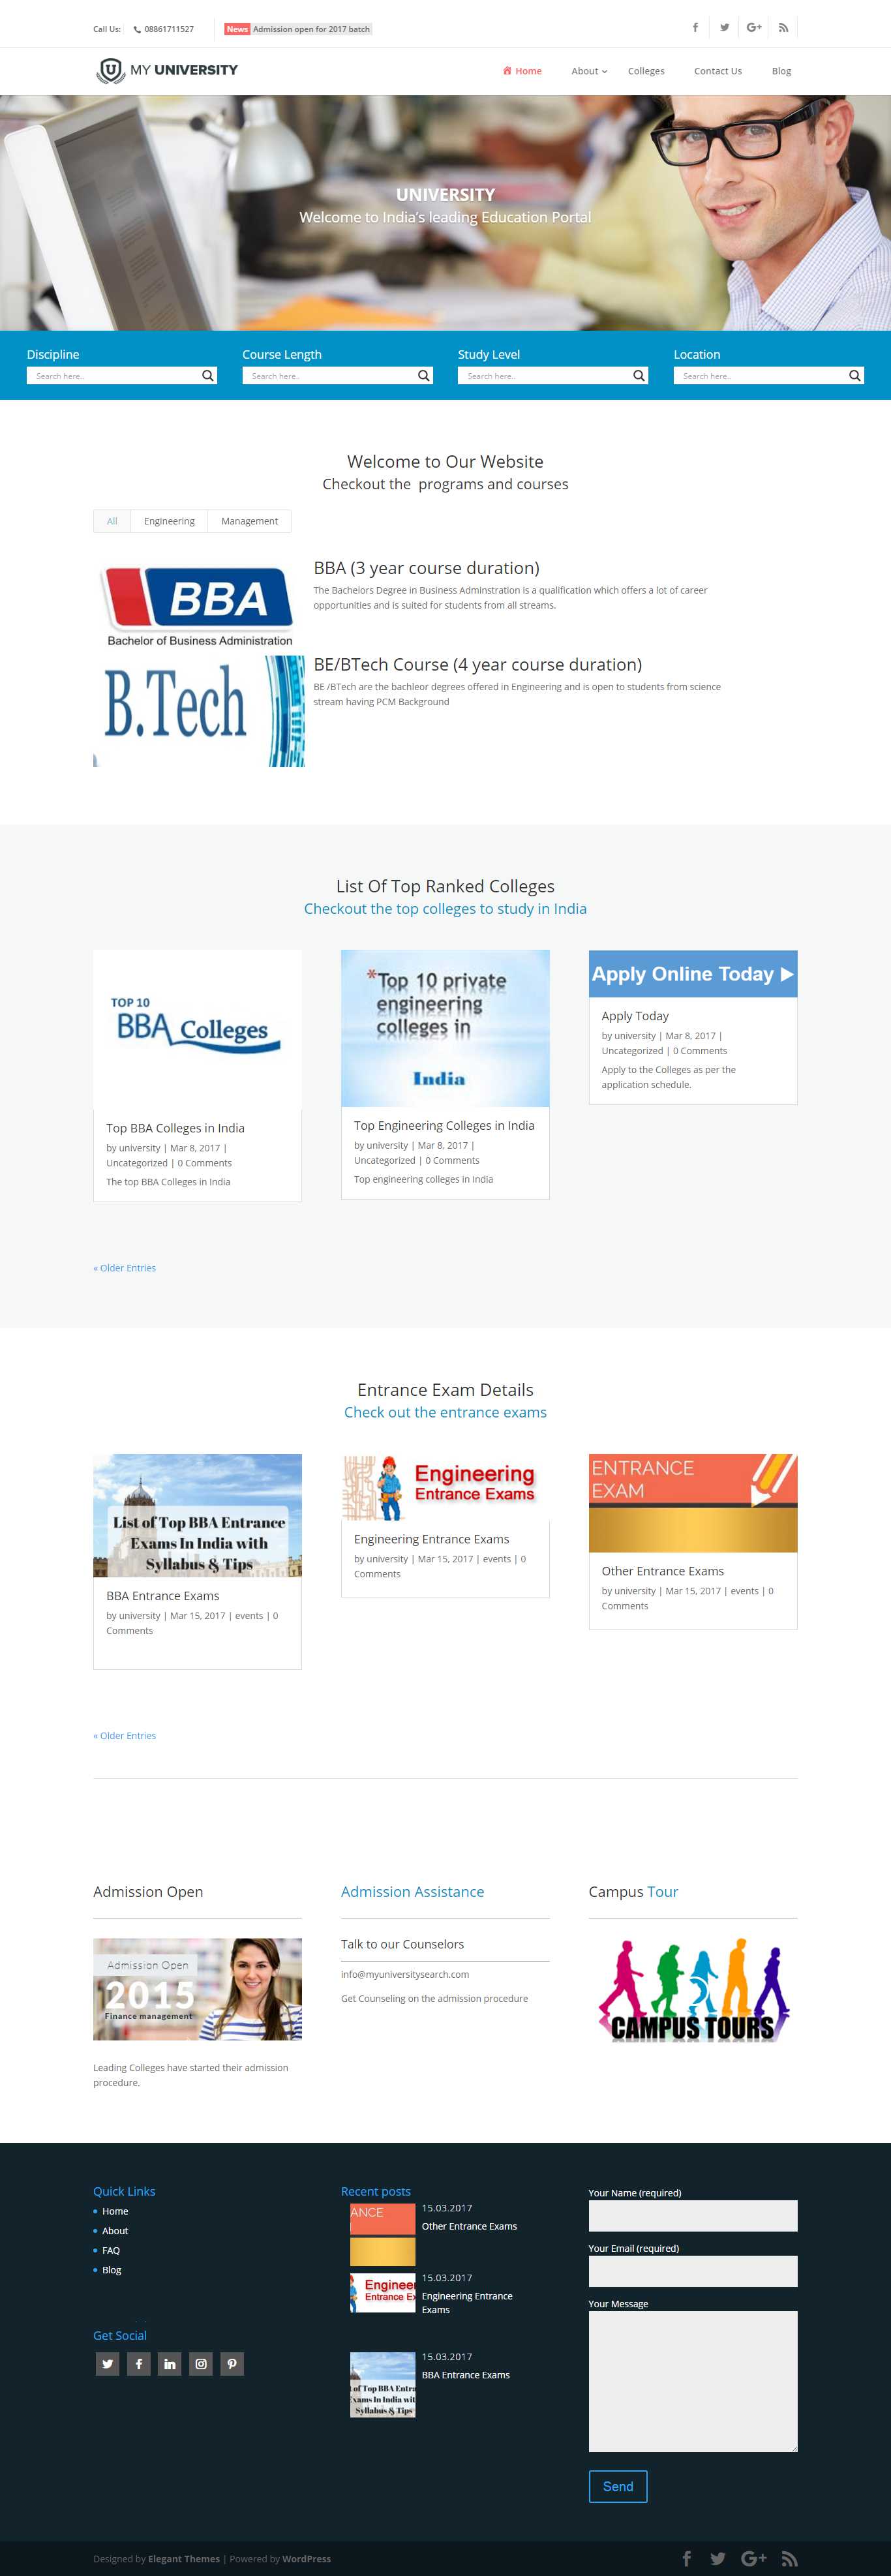 Call Us: 08861711527
News Admission open for 2017 batch
MY UNIVERSITY
Home About Colleges Contact Us Blog
UNIVERSITY
Welcome to India's leading Education Portal
Discipline Course Length Study Level Location
Search here.. Search here.. Search here.. Search here..
Welcome to Our Website
Checkout the programs and courses
All Engineering Management
BBA
Bachelor of Business Administration
BBA (3 year course duration)
The Bachelors Degree in Business Adminstration is a qualification which offers a lot of career
opportunities and is suited for students from all streams.
B.Tech
BE/BTech Course (4 year course duration)
BE /BTech are the bachleor degrees offered in Engineering and is open to students from science
stream having PCM Background
List Of Top Ranked Colleges
Checkout the top colleges to study in India
TOP 10
BBA Colleges
Top BBA Colleges in India
by university | Mar 8, 2017 |
Uncategorized | 0 Comments
The top BBA Colleges in India
*Top 10 private
engineering
colleges in
India
Top Engineering Colleges in India
by university | Mar 8, 2017 |
Uncategorized | 0 Comments
Top engineering colleges in India
Apply Online Today
Apply Today
by university | Mar 8, 2017 |
Uncategorized | 0 Comments
Apply to the Colleges as per the
application schedule.
« Older Entries
Entrance Exam Details
Check out the entrance exams
List of Top BBA Entrance
Exams In India with
Syllabus & Tips
BBA Entrance Exams
by university | Mar 15, 2017 | events | 0
Comments
Engineering
Entrance Exams
Engineering Entrance Exams
by university | Mar 15, 2017 | events | 0
Comments
ENTRANCE
EXAM
Other Entrance Exams
by university | Mar 15, 2017 | events | 0
Comments
« Older Entries
Admission Open
Admission Open
2015
Finance management
Leading Colleges have started their admission
procedure.
Admission Assistance
Talk to our Counselors
info@myuniversitysearch.com
Get Counseling on the admission procedure
Campus Tour
CAMPUS TOURS
Quick Links
Home
About
FAQ
Blog
Get Social
Recent posts
ANCE
15.03.2017
Other Entrance Exams
Engineer
Entrance Ex
15.03.2017
Engineering Entrance
Exams
t of Top BBA Entra
Exams In India wit
Syllabus & Tips
15.03.2017
BBA Entrance Exams
Your Name (required)
Your Email (required)
Your Message
Send
Designed by Elegant Themes | Powered by WordPress